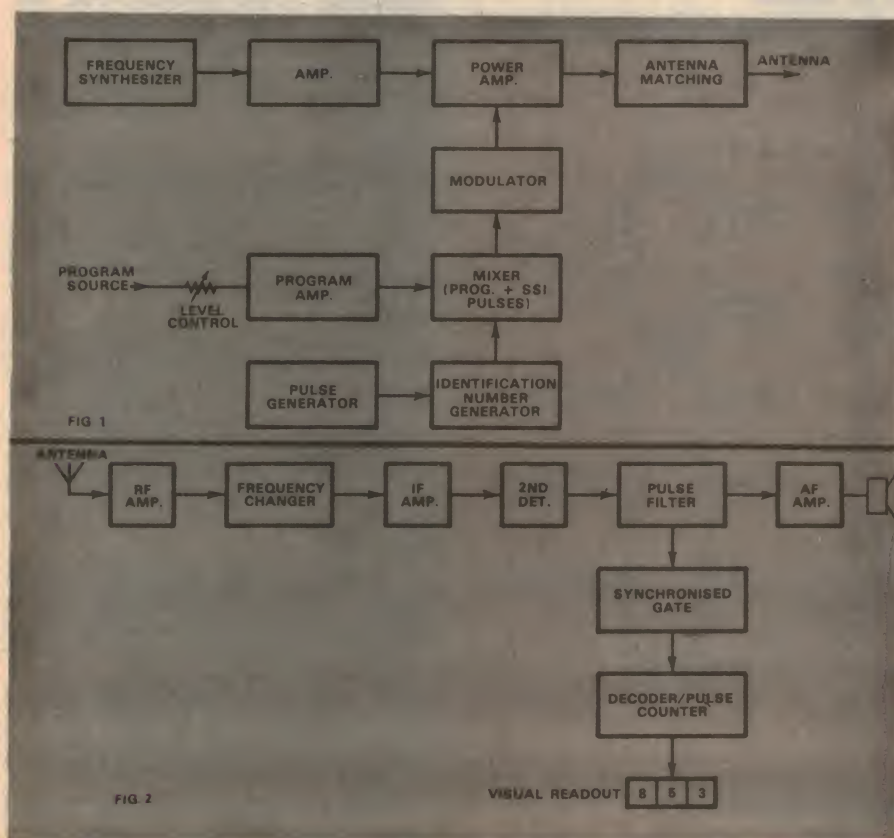 FREQUENCY
SYNTHESIZER
AMP.
POWER
AMP.
ANTENNA
MATCHING
ANTENNA
MODULATOR
PROGRAM
SOURCE
LEVEL
CONTROL
PROGRAM
AMP.
MIXER
(PROG. + SSI
PULSES)
PULSE
GENERATOR
IDENTIFICATION
NUMBER
GENERATOR
FIG 1
ANTENNA
RF
AMP.
FREQUENCY
CHANGER
IF
AMP.
2ND
DET.
PULSE
FILTER
AF
AMP.
SYNCHRONISED
GATE
DECODER/PULSE
COUNTER
VISUAL READOUT 8 5 3
FIG. 2